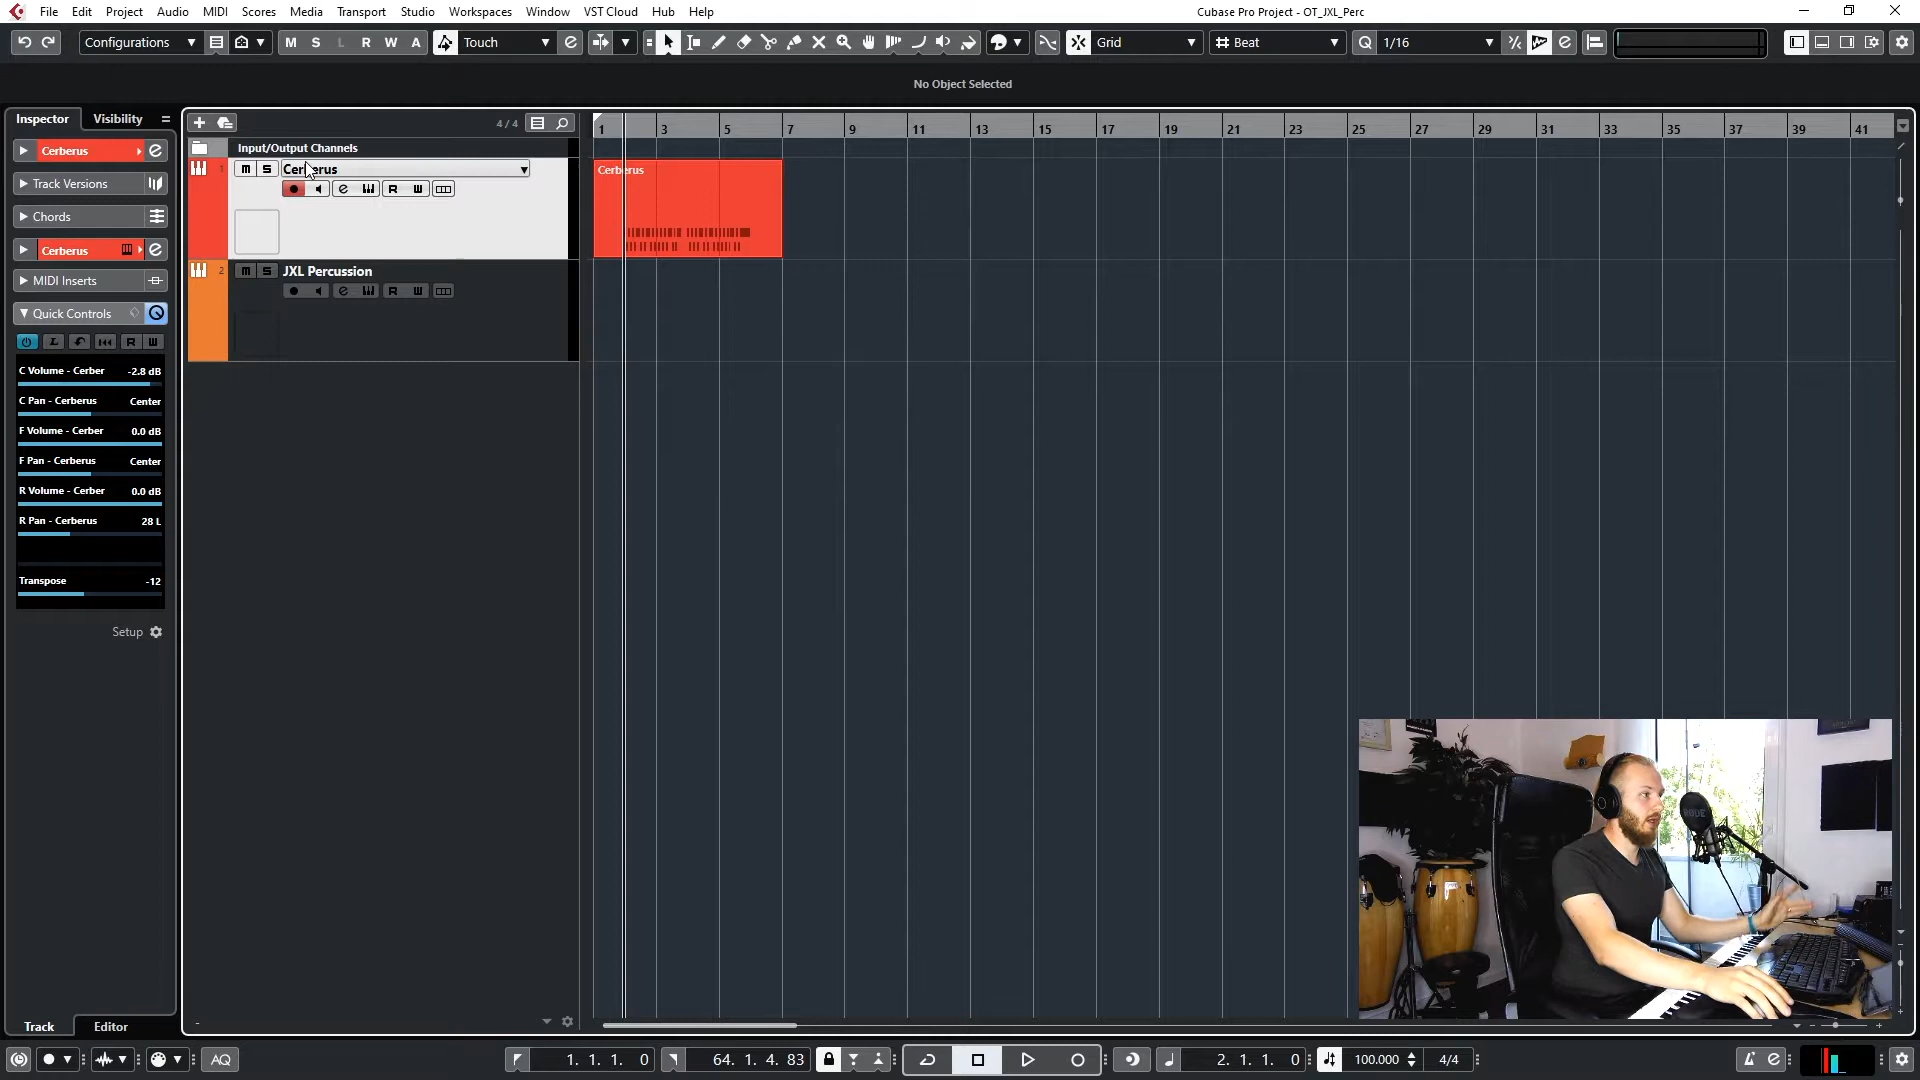 File Edit Project Audio MIDI Scores Media Transport Studio Workspaces Window VST Cloud Hub Help
Cubase Pro Project - OT_JXL_Perc
Configurations M S L R W A Touch Grid Beat Q 1/16
No Object Selected
Inspector Visibility
Cerberus
Track Versions
Chords
Cerberus
MIDI Inserts
Quick Controls
L R W
C Volume - Cerber -2.8 dB
C Pan - Cerberus Center
F Volume - Cerber 0.0 dB
F Pan - Cerberus Center
R Volume - Cerber 0.0 dB
R Pan - Cerberus 28 L
Transpose -12
Setup
Track Editor
4 / 4
Input/Output Channels
1 m S Cerberus
e R W
2 m S JXL Percussion
e R W
1 3 5 7 9 11 13 15 17 19 21 23 25 27 29 31 33 35 37 39 41
Cerberus
RODE
AQ 1. 1. 1. 0 64. 1. 4. 83 2. 1. 1. 0 100.000 4/4